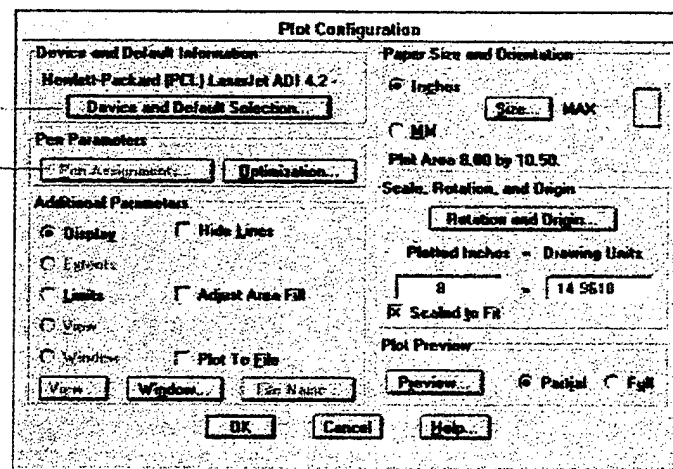 Plot Configuration
Device and Default Information
Hewlett-Packard (PCL) LaserJet ADI 4.2 -
Device and Default Selection...
Pen Parameters
Pen Assignments...
Optimization...
Additional Parameters
Display
Hide Lines
Extents
Limits
Adjust Area Fill
View
Window
Plot To File
View...
Window...
File Name...
Paper Size and Orientation
Inches
Size...
MAX
MM
Plot Area 8.00 by 10.50.
Scale, Rotation, and Origin
Rotation and Origin...
Plotted Inches = Drawing Units
8 = 14.9610
Scaled to Fit
Plot Preview
Preview...
Partial
Full
OK
Cancel
Help...